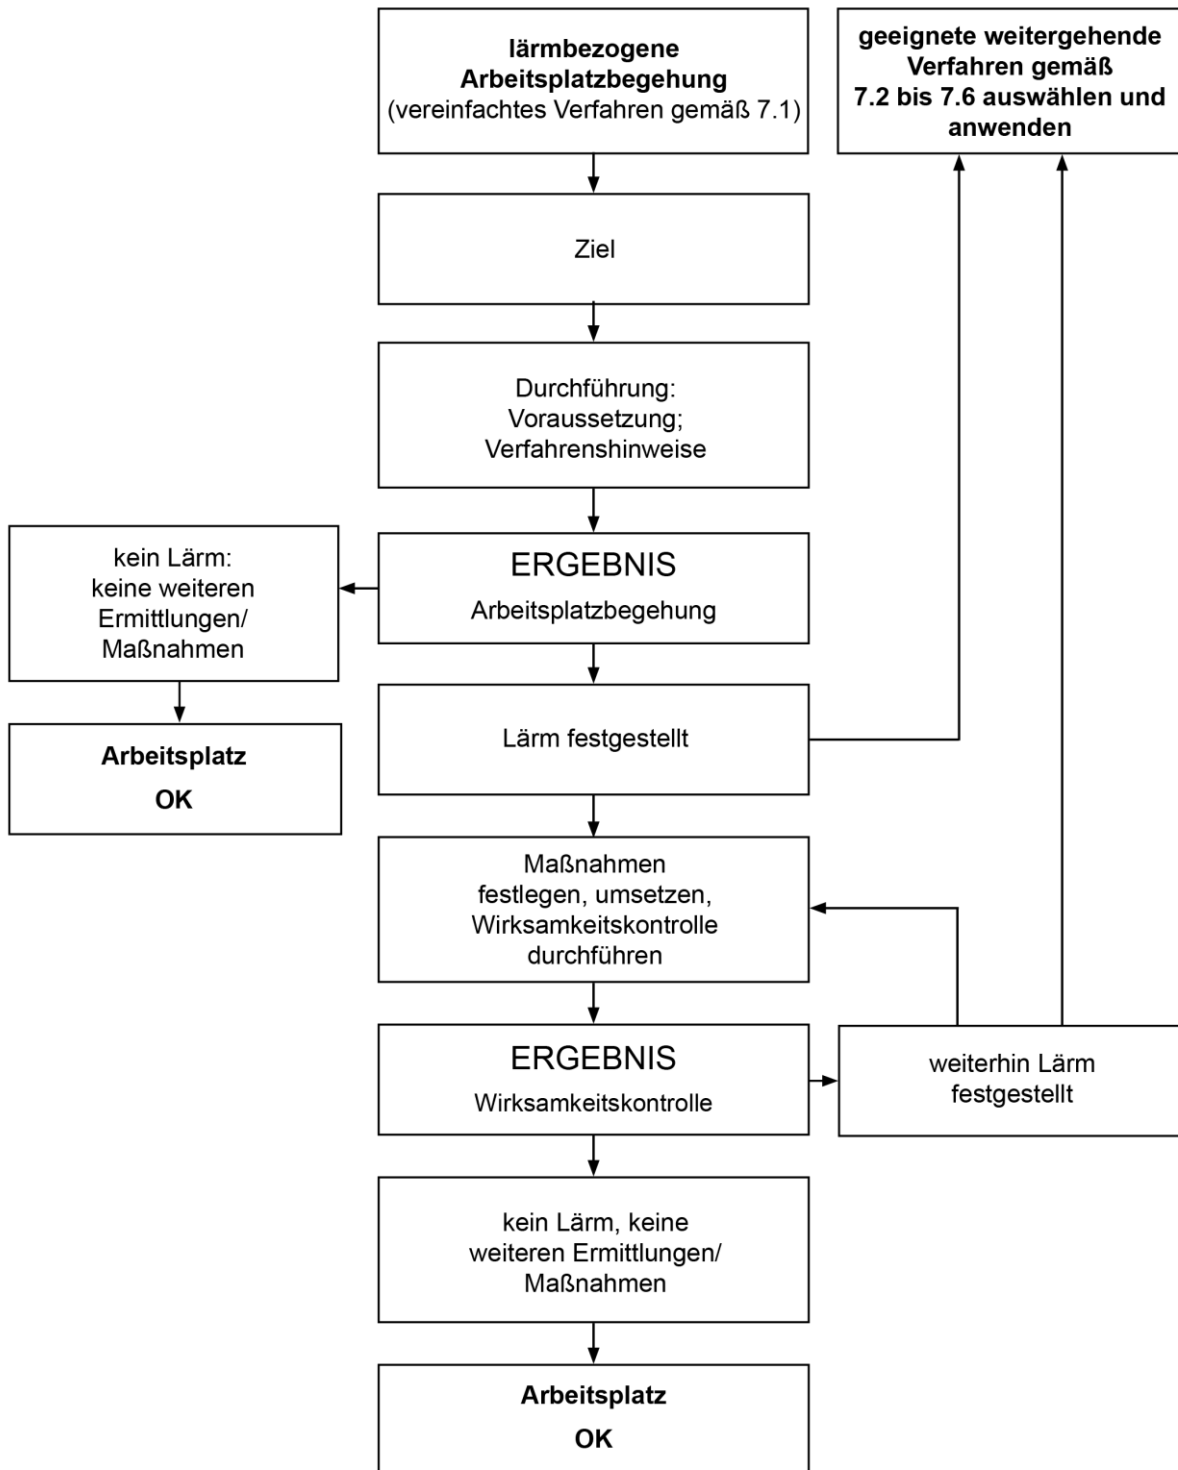 lärmbezogene
Arbeitsplatzbegehung
(vereinfachtes Verfahren gemäß 7.1)
geeignete weitergehende
Verfahren gemäß
7.2 bis 7.6 auswählen und
anwenden
Ziel
Durchführung:
Voraussetzung;
Verfahrenshinweise
kein Lärm:
keine weiteren
Ermittlungen/
Maßnahmen
ERGEBNIS
Arbeitsplatzbegehung
Arbeitsplatz
OK
Lärm festgestellt
Maßnahmen
festlegen, umsetzen,
Wirksamkeitskontrolle
durchführen
ERGEBNIS
Wirksamkeitskontrolle
weiterhin Lärm
festgestellt
kein Lärm, keine
weiteren Ermittlungen/
Maßnahmen
Arbeitsplatz
OK